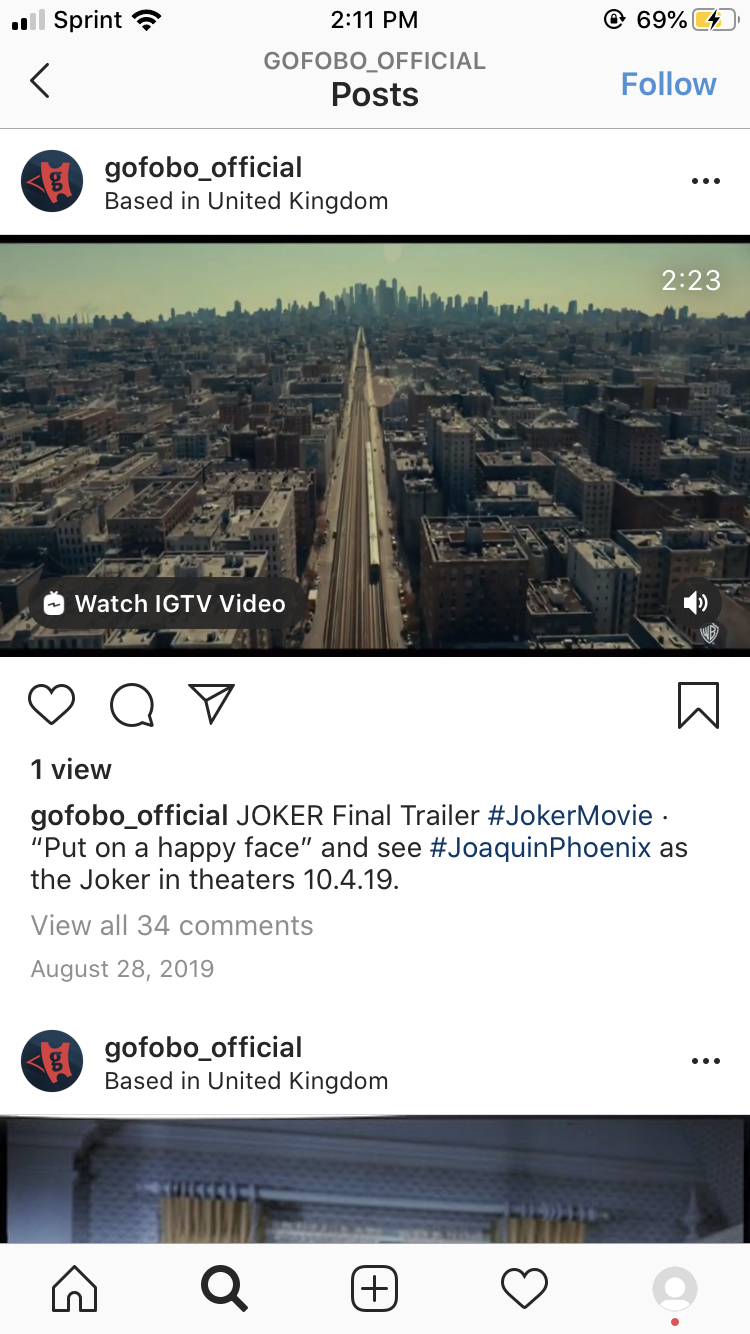 Sprint 2:11 PM 69%
GOFOBO_OFFICIAL
Posts
Follow
gofobo_official
Based in United Kingdom
2:23
Watch IGTV Video
WB
1 view
gofobo_official JOKER Final Trailer #JokerMovie ·
“Put on a happy face” and see #JoaquinPhoenix as
the Joker in theaters 10.4.19.
View all 34 comments
August 28, 2019
gofobo_official
Based in United Kingdom